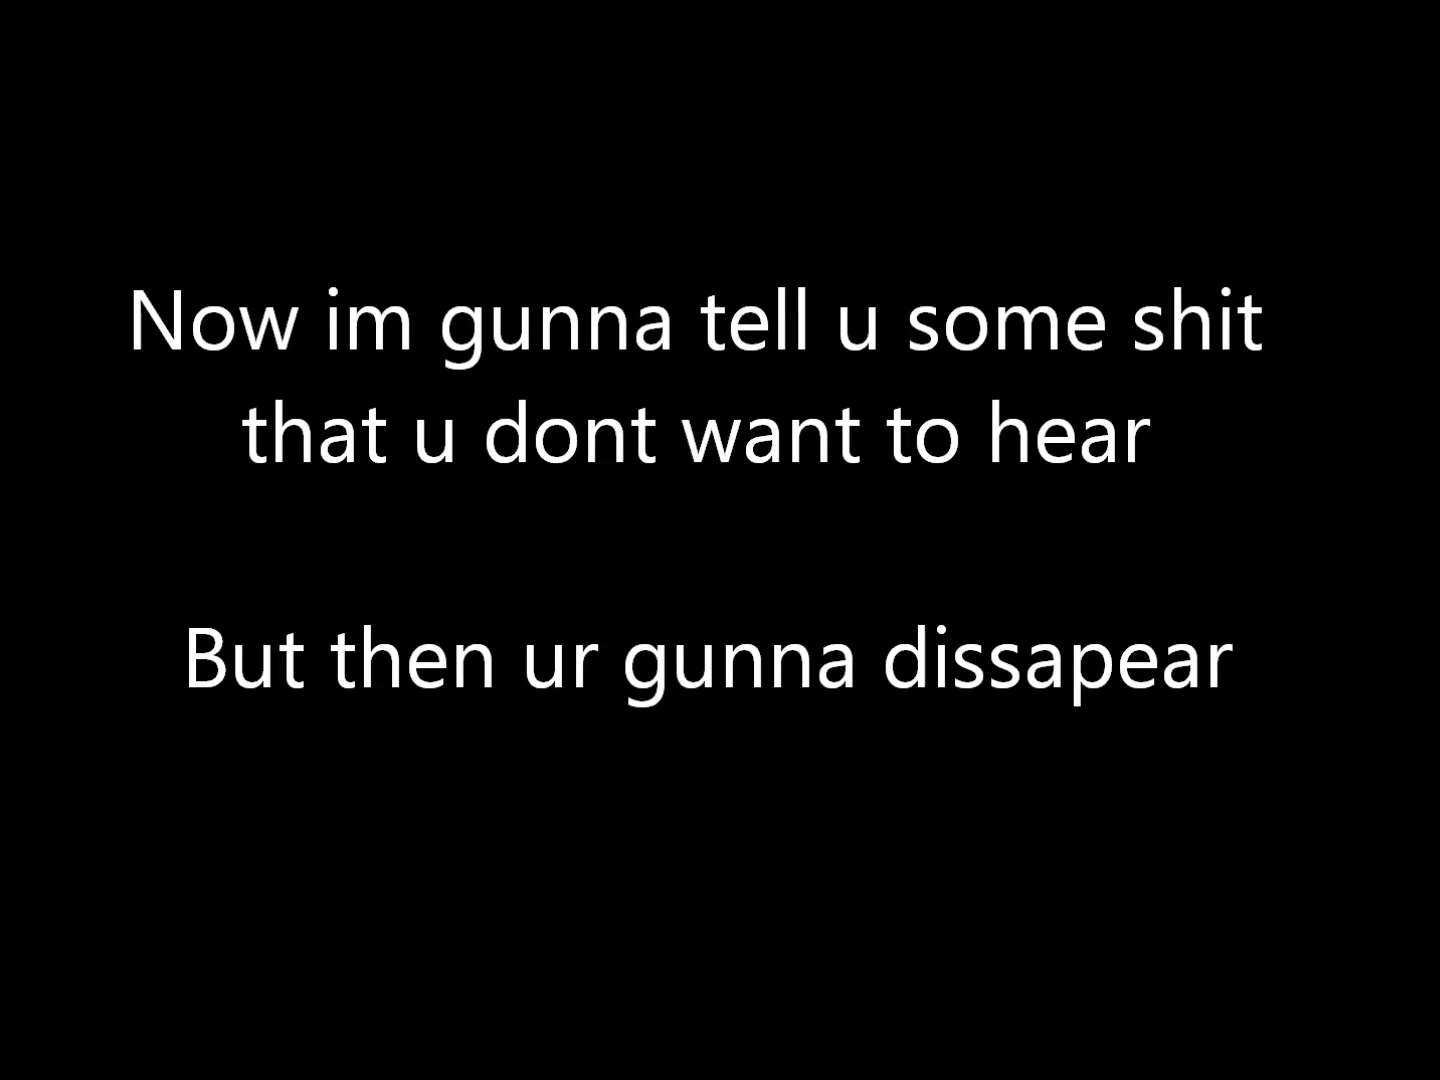 Now im gunna tell u some shit
that u dont want to hear
But then ur gunna dissapear